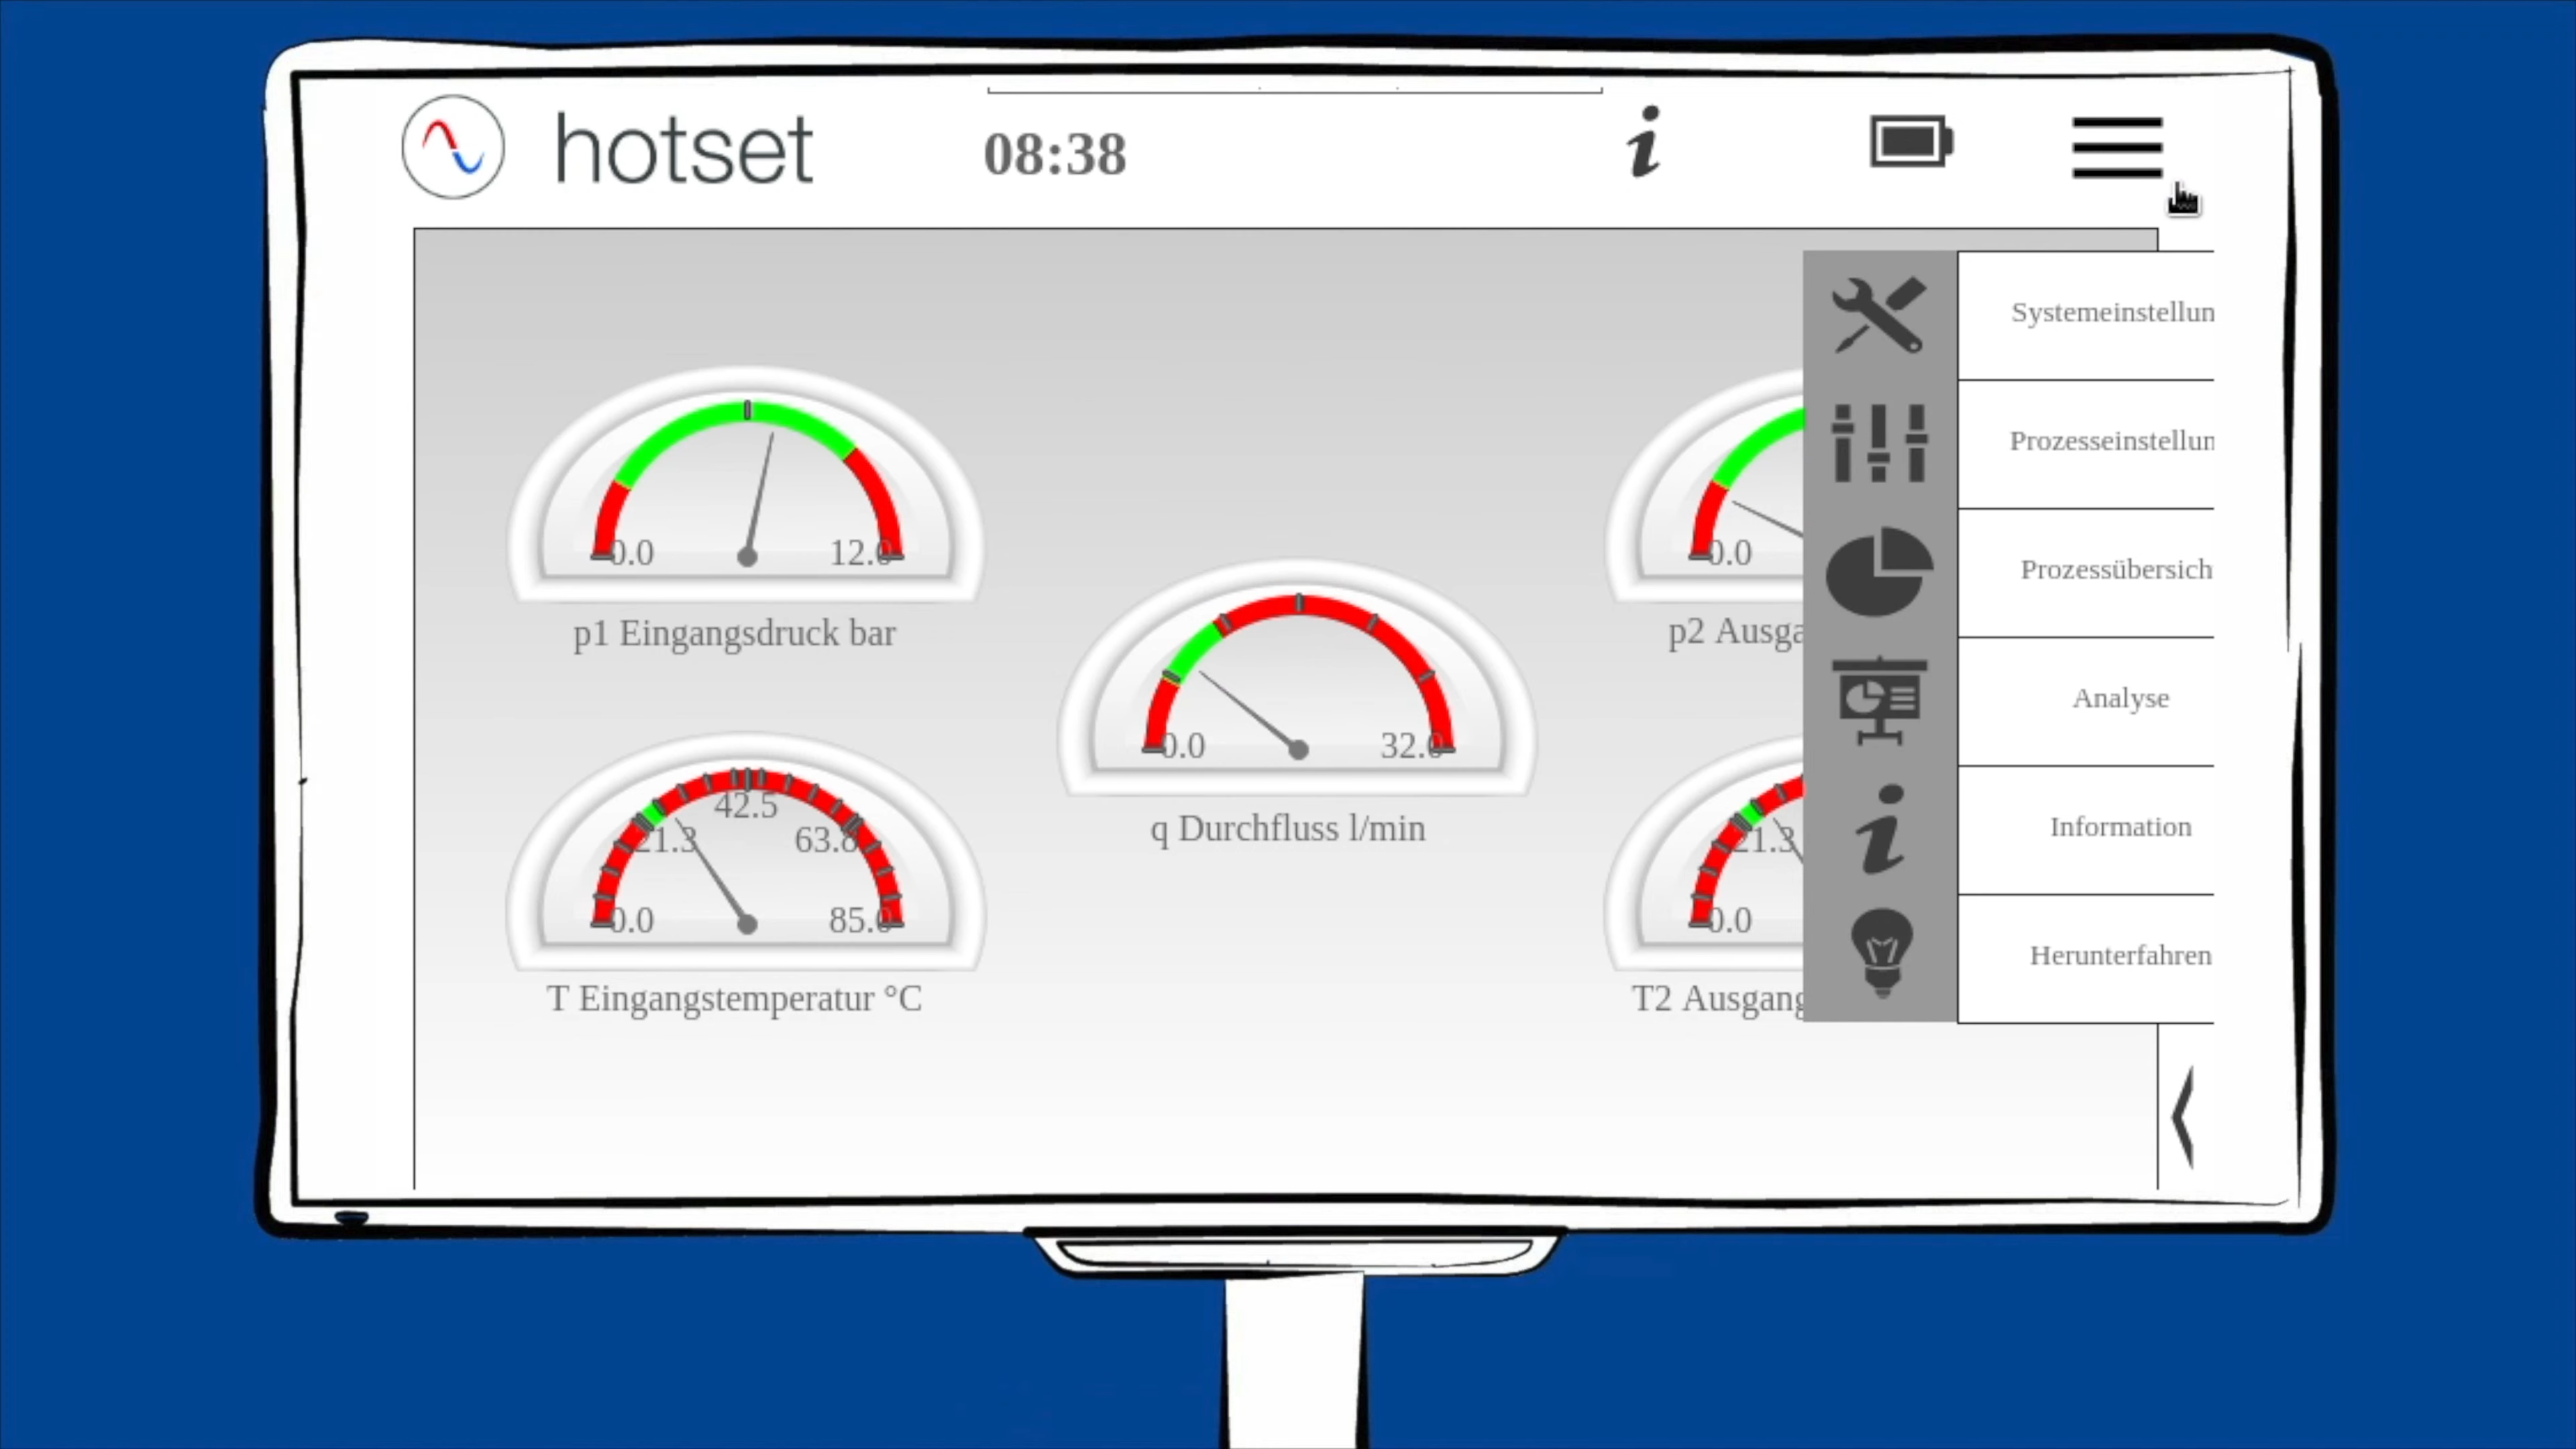 hotset
08:38
Systemeinstellun
Prozesseinstellun
Prozessübersich
Analyse
Information
Herunterfahren
0.0 12.0
p1 Eingangsdruck bar
0.0
p2 Ausga
0.0 32.0
q Durchfluss l/min
0.0 21.3 42.5 63.8 85.0
T Eingangstemperatur °C
0.0 21.3
T2 Ausgang